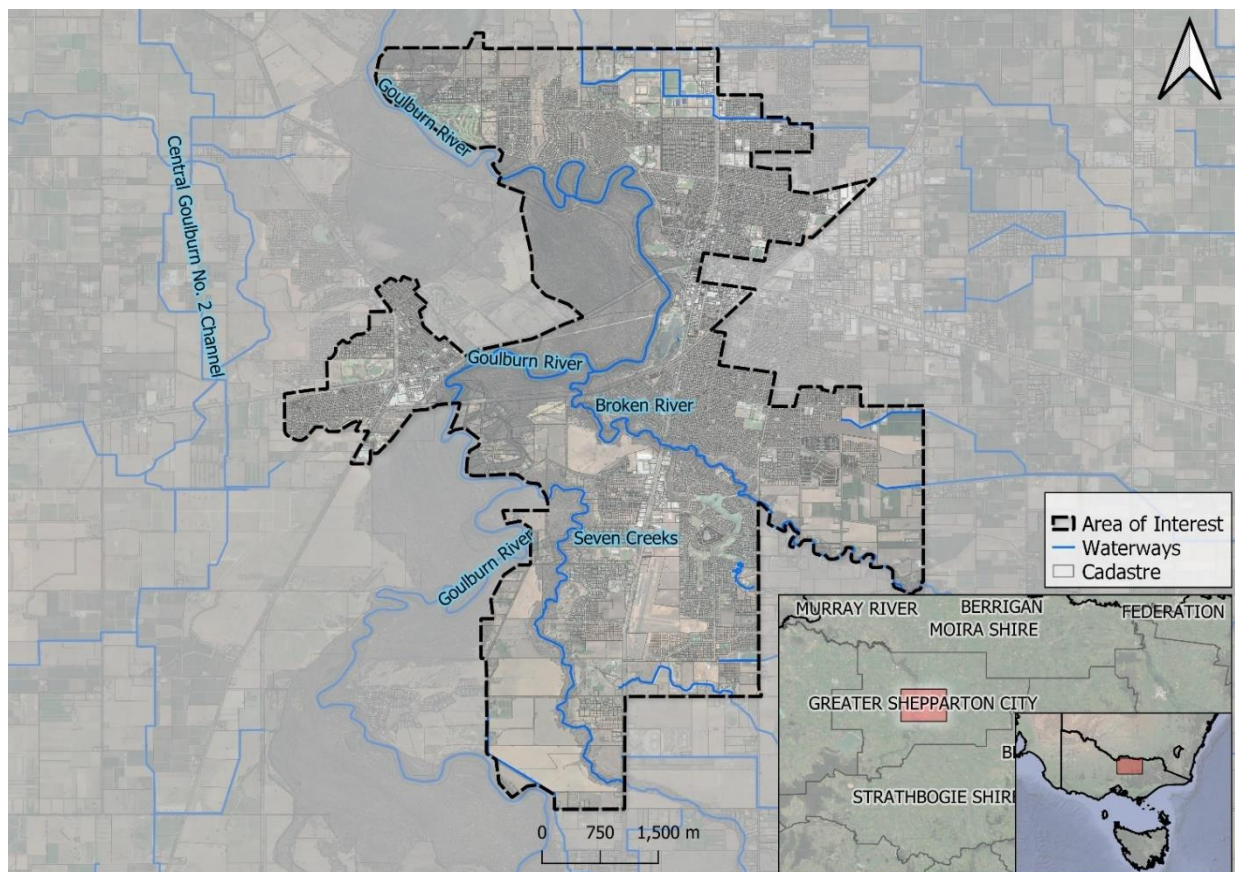 Goulburn River
Central Goulburn No. 2 Channel
Goulburn River
Broken River
Seven Creeks
Goulburn River
Area of Interest
Waterways
Cadastre
MURRAY RIVER
BERRIGAN
FEDERATION
MOIRA SHIRE
GREATER SHEPPARTON CITY
STRATHBOGIE SHIRE
0 750 1,500 m